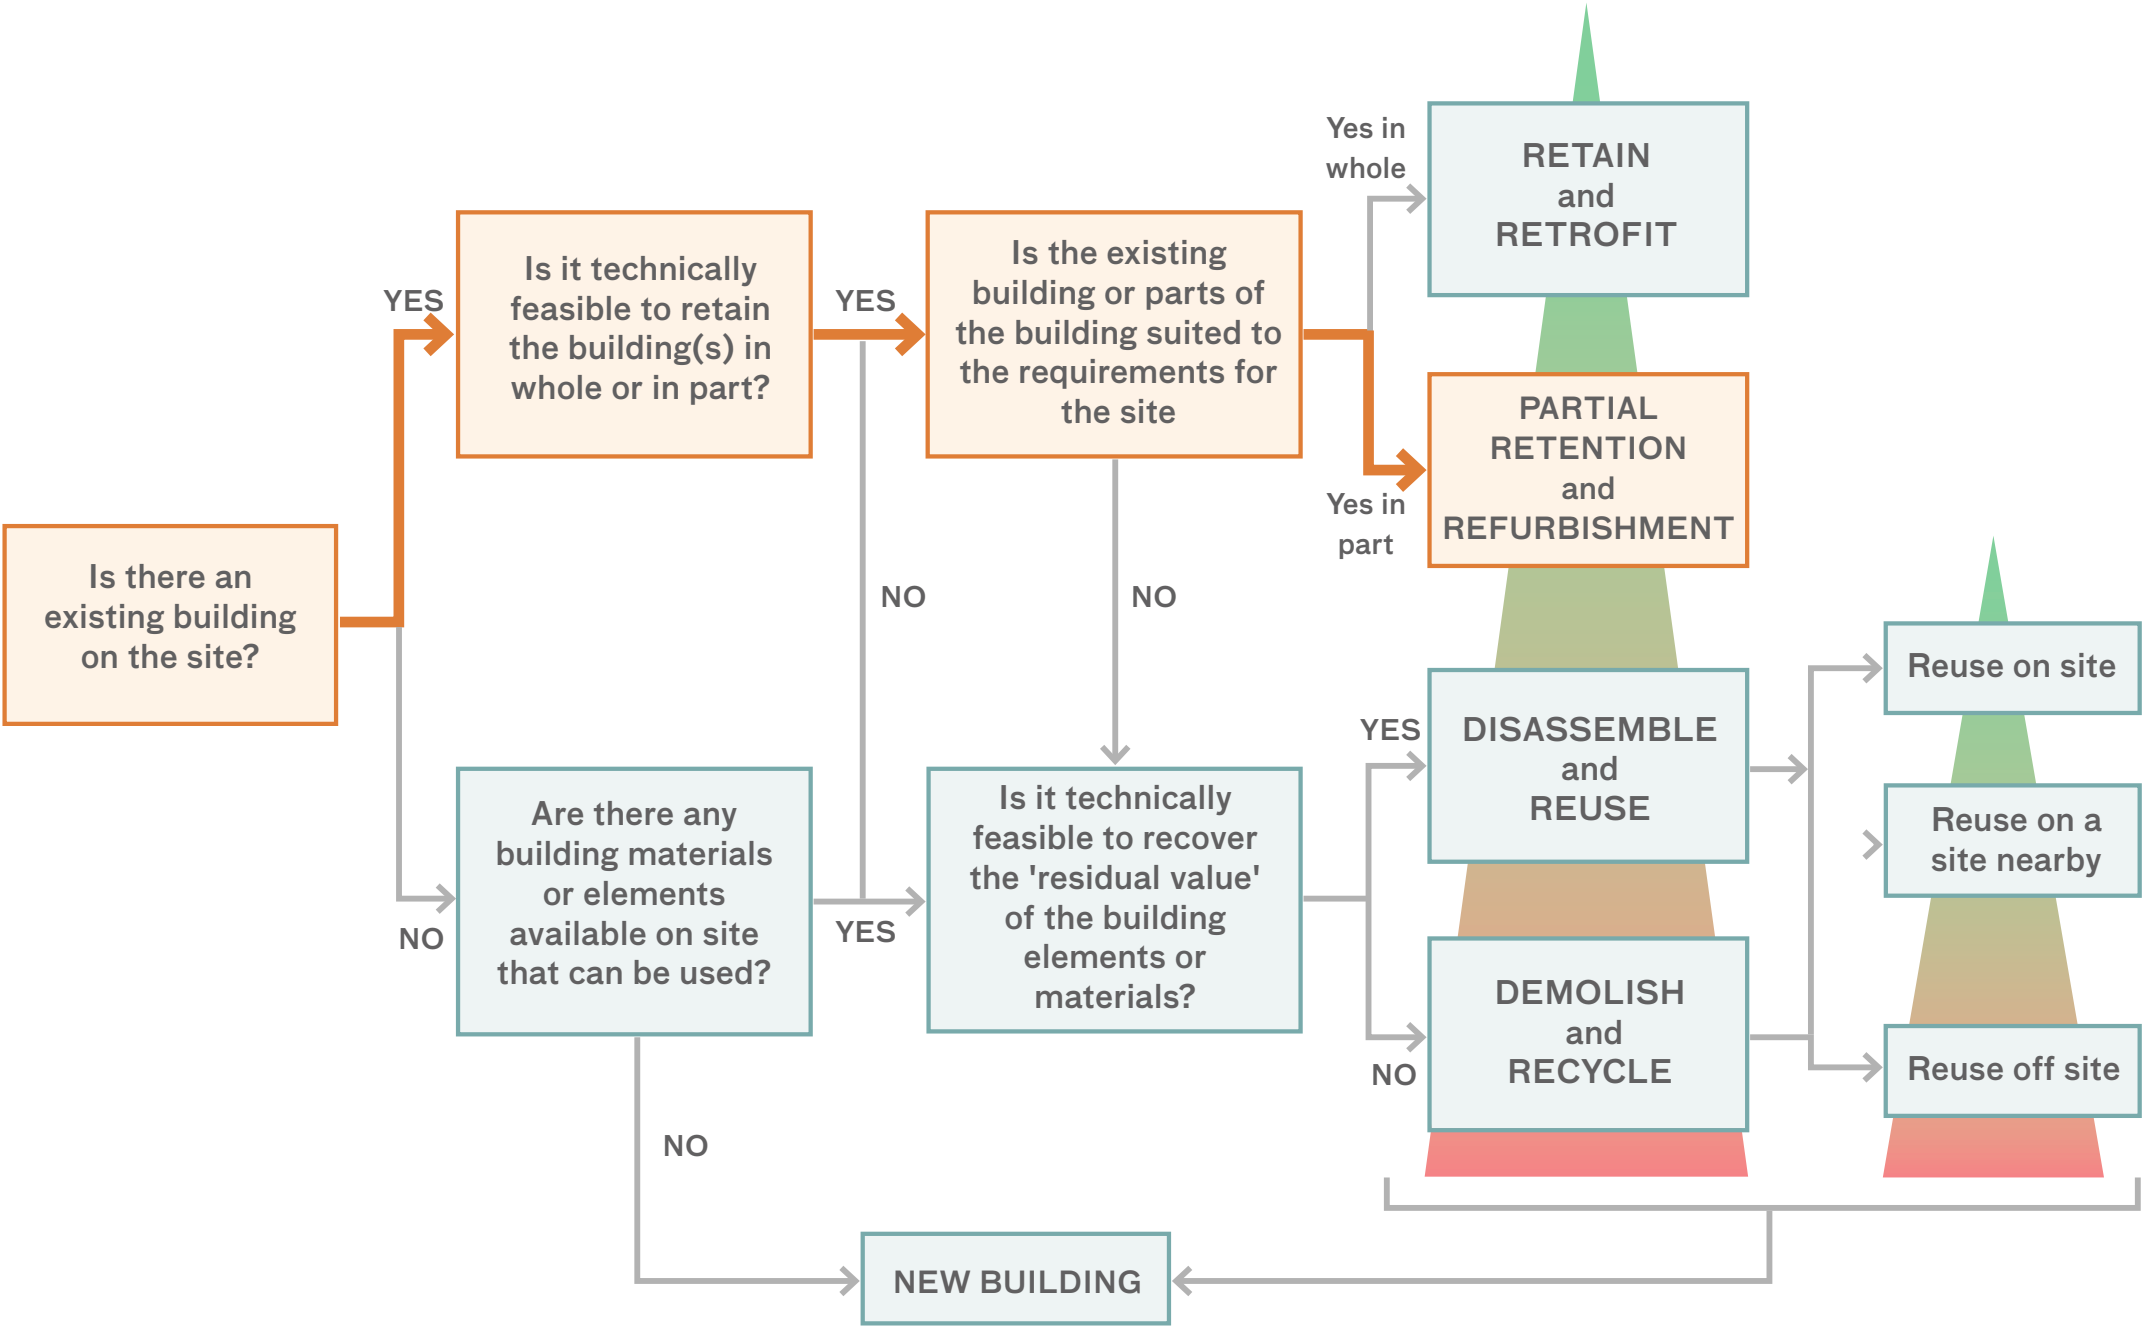 Is there an
existing building
on the site?
YES
NO
Is it technically
feasible to retain
the building(s) in
whole or in part?
Are there any
building materials
or elements
available on site
that can be used?
YES
NO
YES
NO
Is the existing
building or parts of
the building suited to
the requirements for
the site
NO
Is it technically
feasible to recover
the 'residual value'
of the building
elements or
materials?
Yes in
whole
Yes in
part
YES
NO
RETAIN
and
RETROFIT
PARTIAL
RETENTION
and
REFURBISHMENT
DISASSEMBLE
and
REUSE
DEMOLISH
and
RECYCLE
Reuse on site
Reuse on a
site nearby
Reuse off site
NEW BUILDING